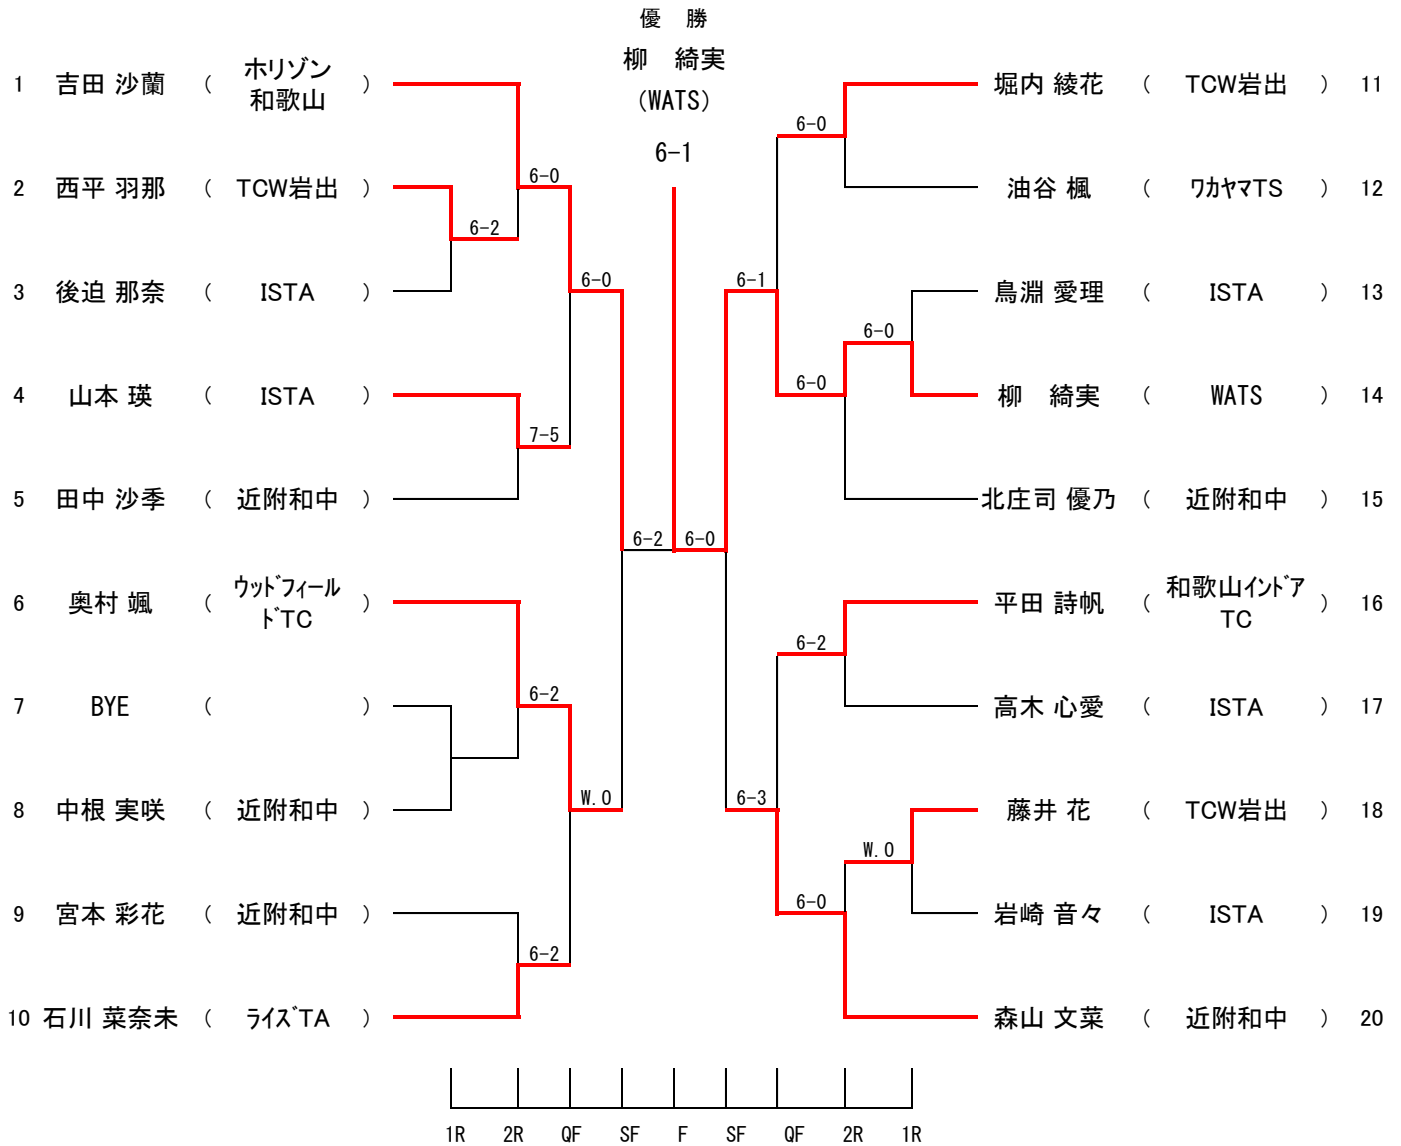 優 勝
柳 綺実
(WATS)
6-1
1 吉田 沙蘭 ( ホリゾン
和歌山 )
2 西平 羽那 ( TCW岩出 )
3 後迫 那奈 ( ISTA )
4 山本 瑛 ( ISTA )
5 田中 沙季 ( 近附和中 )
6 奥村 颯 ( ウッドフィール
ドTC )
7 BYE ( )
8 中根 実咲 ( 近附和中 )
9 宮本 彩花 ( 近附和中 )
10 石川 菜奈未 ( ライズTA )
6-2
6-0
7-5
6-2
6-2
6-0
W.O
6-2
6-0
6-1
6-3
6-0
6-0
6-2
6-0
6-0
W.O
堀内 綾花 ( TCW岩出 ) 11
油谷 楓 ( ワカヤマTS ) 12
鳥淵 愛理 ( ISTA ) 13
柳 綺実 ( WATS ) 14
北庄司 優乃 ( 近附和中 ) 15
平田 詩帆 ( 和歌山インドア
TC ) 16
高木 心愛 ( ISTA ) 17
藤井 花 ( TCW岩出 ) 18
岩崎 音々 ( ISTA ) 19
森山 文菜 ( 近附和中 ) 20
1R 2R QF SF F SF QF 2R 1R